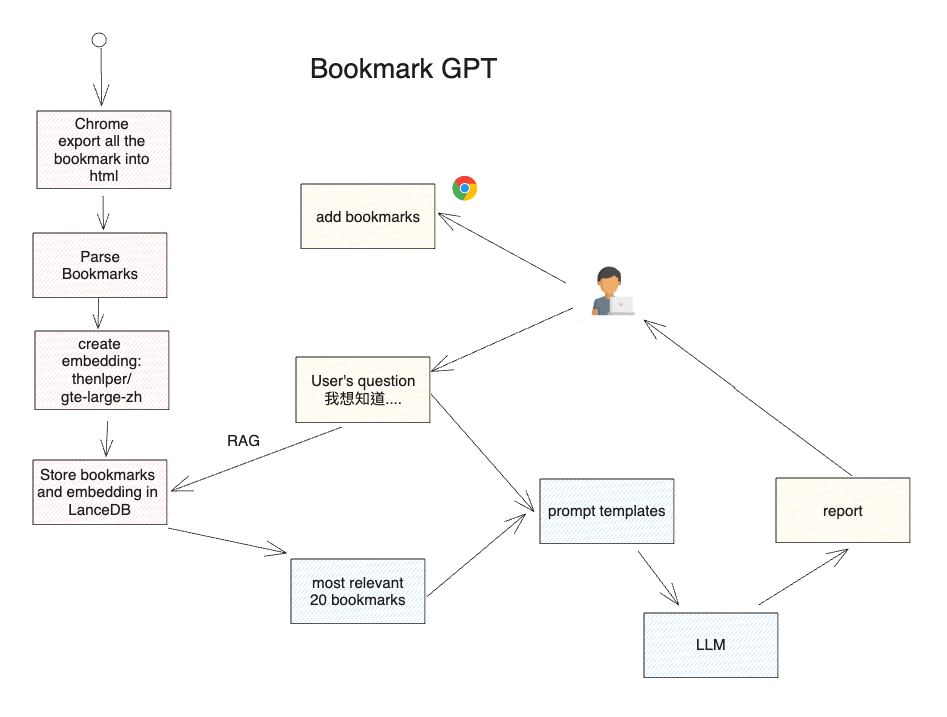 Bookmark GPT
Chrome
export all the
bookmark into
html
add bookmarks
Parse
Bookmarks
create
embedding:
thenlper/
gte-large-zh
User's question
我想知道....
RAG
Store bookmarks
and embedding in
LanceDB
prompt templates
report
most relevant
20 bookmarks
LLM